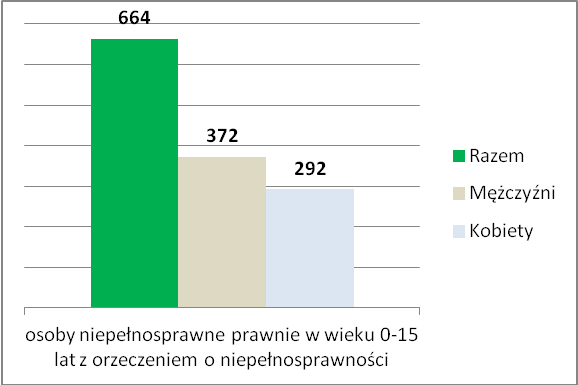 664
372
292
Razem
Mężczyźni
Kobiety
osoby niepełnosprawne prawnie w wieku 0-15
lat z orzeczeniem o niepełnosprawności